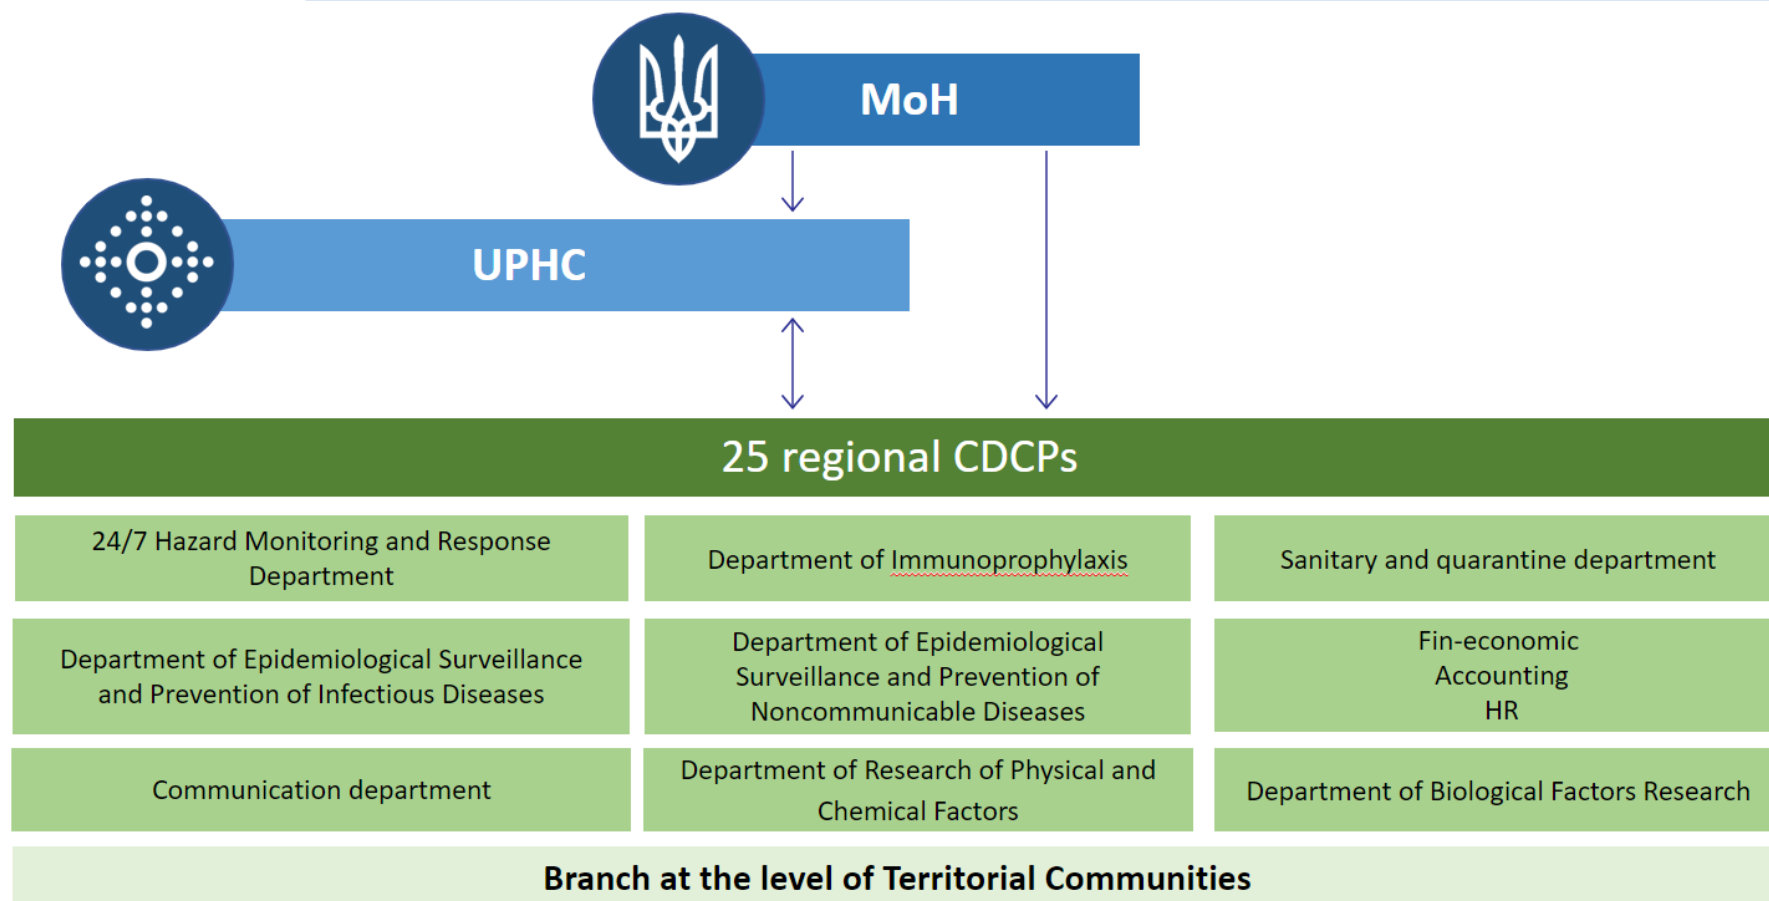 MoH
UPHC
25 regional CDCPs
24/7 Hazard Monitoring and Response
Department
Department of Immunoprophylaxis
Sanitary and quarantine department
Department of Epidemiological Surveillance
and Prevention of Infectious Diseases
Department of Epidemiological
Surveillance and Prevention of
Noncommunicable Diseases
Fin-economic
Accounting
HR
Communication department
Department of Research of Physical and
Chemical Factors
Department of Biological Factors Research
Branch at the level of Territorial Communities